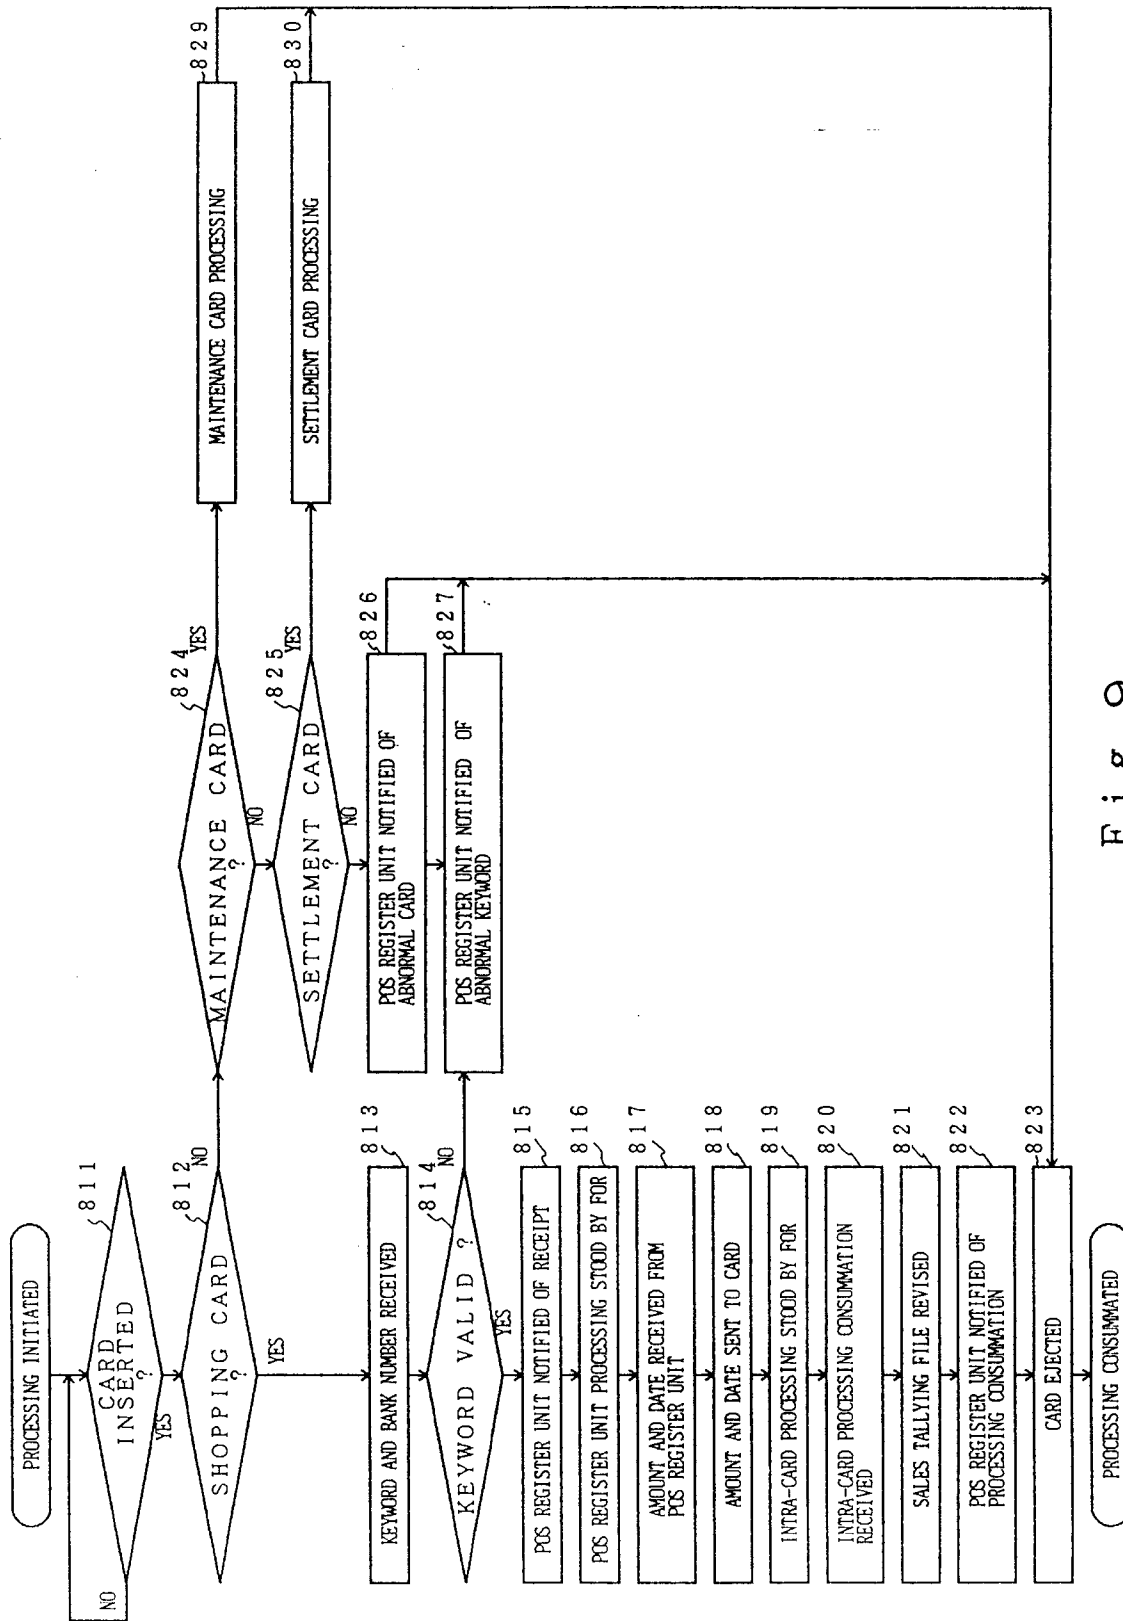 PROCESSING INITIATED
CARD
INSERTED
?
811
NO
YES
SHOPPING CARD
?
812
NO
YES
KEYWORD AND BANK NUMBER RECEIVED
813
KEYWORD VALID ?
814
NO
YES
POS REGISTER UNIT NOTIFIED OF RECEIPT
815
POS REGISTER UNIT PROCESSING STOOD BY FOR
816
AMOUNT AND DATE RECEIVED FROM
POS REGISTER UNIT
817
AMOUNT AND DATE SENT TO CARD
818
INTRA-CARD PROCESSING STOOD BY FOR
819
INTRA-CARD PROCESSING CONSUMMATION
RECEIVED
820
SALES TALLYING FILE REVISED
821
POS REGISTER UNIT NOTIFIED OF
PROCESSING CONSUMMATION
822
CARD EJECTED
823
PROCESSING CONSUMMATED
MAINTENANCE CARD
?
824
YES
NO
SETTLEMENT CARD
?
825
YES
NO
POS REGISTER UNIT NOTIFIED OF
ABNORMAL CARD
826
POS REGISTER UNIT NOTIFIED OF
ABNORMAL KEYWORD
827
MAINTENANCE CARD PROCESSING
829
SETTLEMENT CARD PROCESSING
830
Fig. 9